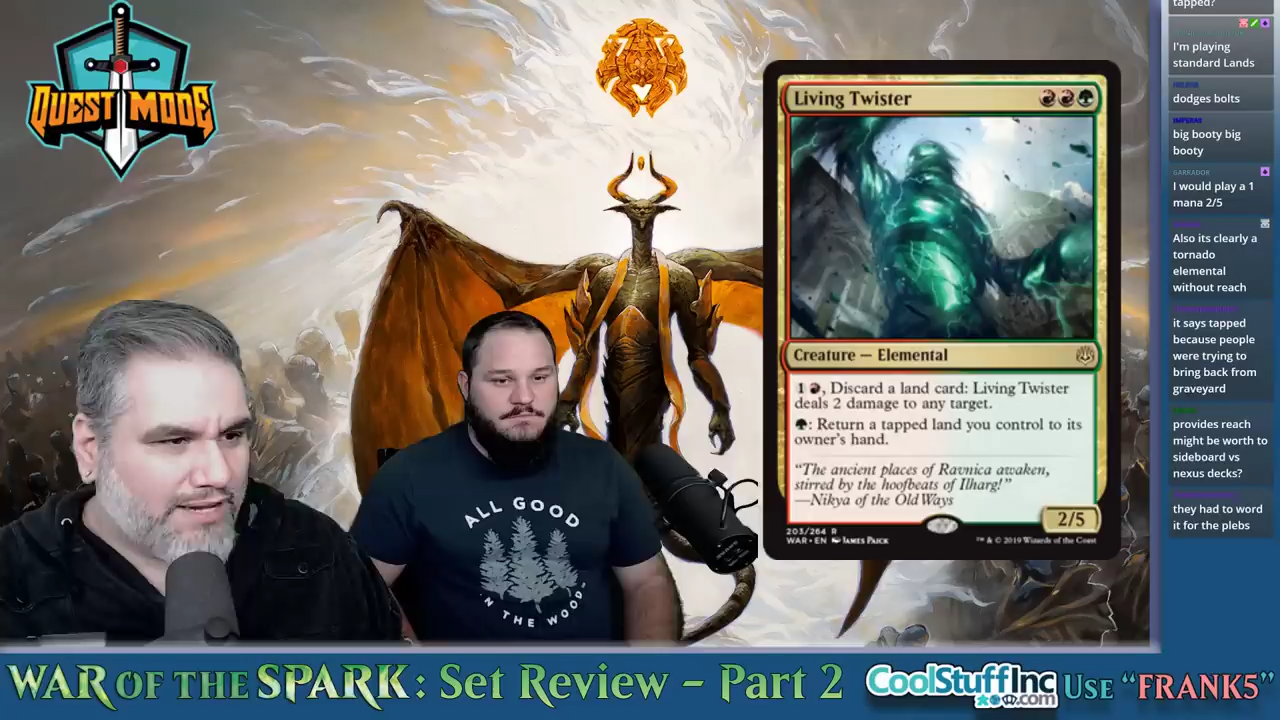 QUEST MODE
Living Twister
Creature — Elemental
1 , Discard a land card: Living Twister
deals 2 damage to any target.
: Return a tapped land you control to its
owner's hand.
"The ancient places of Ravnica awaken,
stirred by the hoofbeats of Ilharg!"
—Nikya of the Old Ways
2/5
203/264 R
WAR • EN JAMES PAICK
™ & © 2019 Wizards of the Coast
ALL GOOD
IN THE WOODS
tapped?
I'm playing
standard Lands
dodges bolts
IMPERAS
big booty big
booty
GARRADOR
I would play a 1
mana 2/5
Also its clearly a
tornado
elemental
without reach
it says tapped
because people
were trying to
bring back from
graveyard
provides reach
might be worth to
sideboard vs
nexus decks?
they had to word
it for the plebs
WAR OF THE SPARK: Set Review - Part 2
CoolStuffInc
.com
USE "FRANK5"